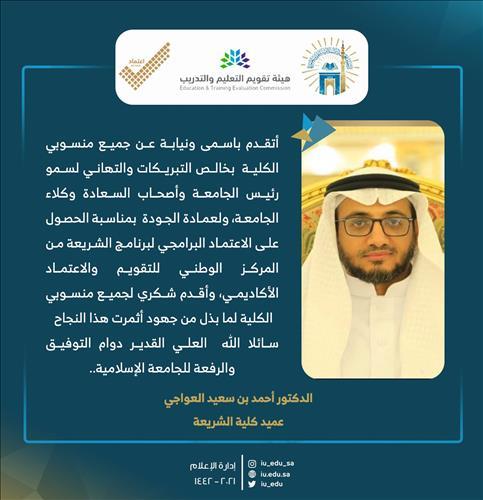 اعتماد
هيئة تقويم التعليم والتدريب
Education & Training Evaluation Commission
أتقدم باسمى ونيابة عن جميع منسوبي
الكلية بخالص التبريكات والتهاني لسمو
رئيس الجامعة وأصحاب السعادة وكلاء
الجامعة، ولعمادة الجودة بمناسبة الحصول
على الاعتماد البرامجي لبرنامج الشريعة من
المركز الوطني للتقويم والاعتماد
الأكاديمي، وأقدم شكري لجميع منسوبي
الكلية لما بذل من جهود أثمرت هذا النجاح
سائلا الله العلي القدير دوام التوفيق
والرفعة للجامعة الإسلامية..
الدكتور أحمد بن سعيد العواجي
عميد كلية الشريعة
إدارة الإعلام
٢٠٢١ - ١٤٤٢
iu_edu_sa
iu.edu.sa
iu_edu